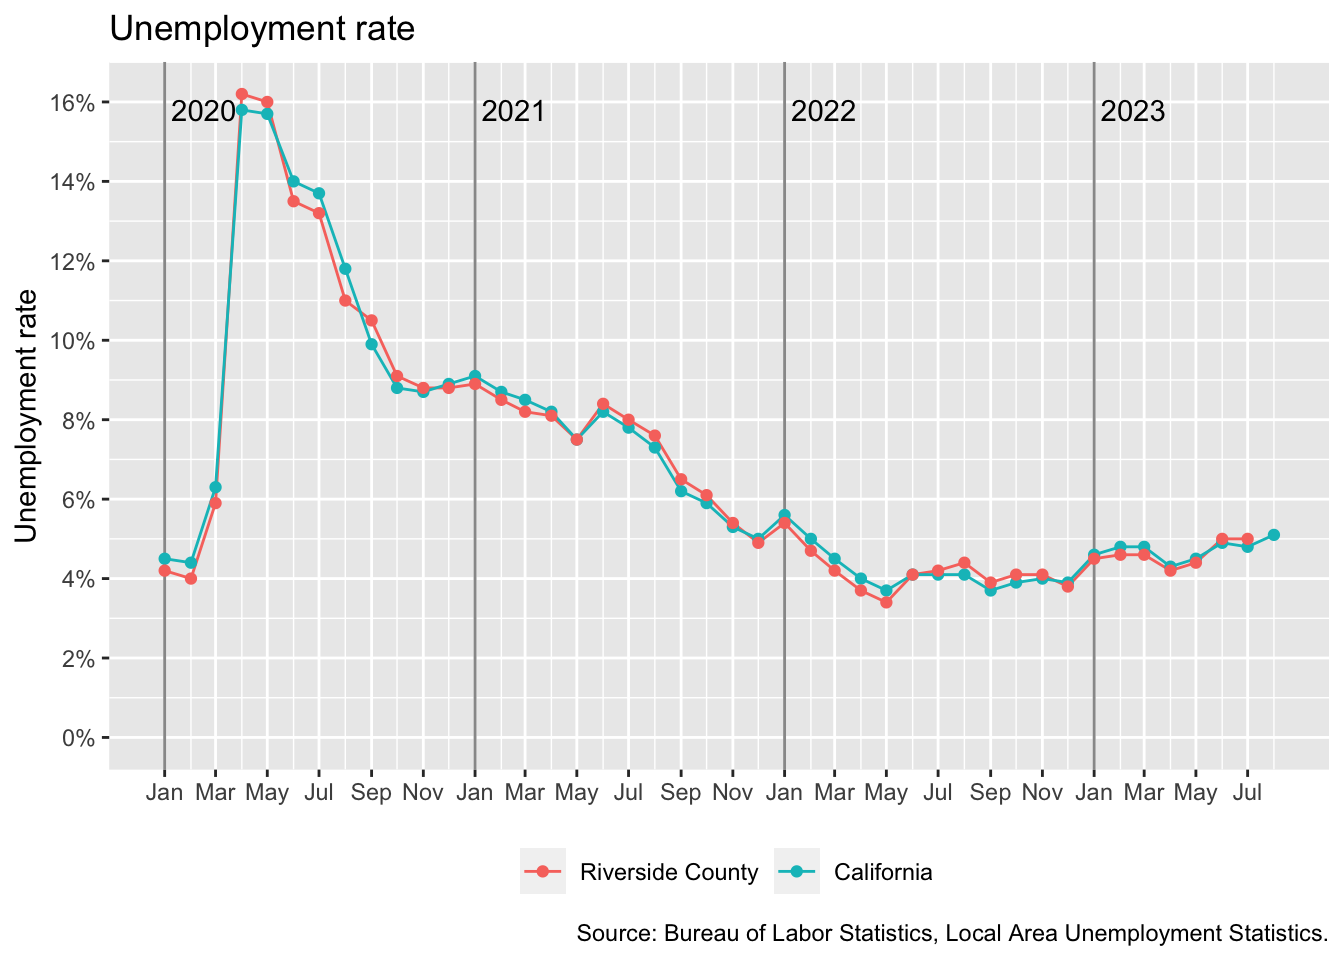 Unemployment rate
16%
14%
12%
10%
8%
6%
4%
2%
0%
Unemployment rate
2020 2021 2022 2023
Jan Mar May Jul Sep Nov Jan Mar May Jul Sep Nov Jan Mar May Jul Sep Nov Jan Mar May Jul
Riverside County California
Source: Bureau of Labor Statistics, Local Area Unemployment Statistics.